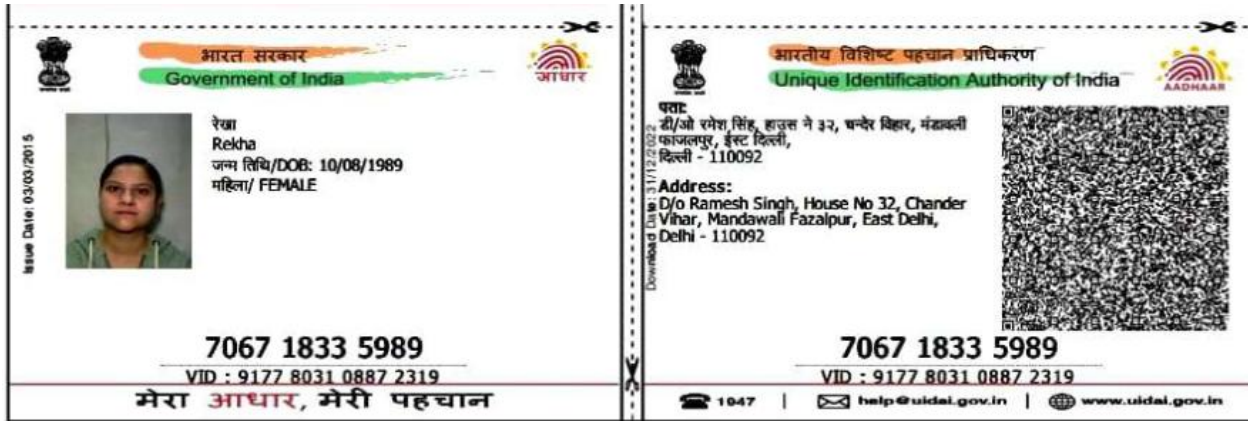 भारत सरकार
Government of India
आधार
Issue Date: 03/03/2015
रेखा
Rekha
जन्म तिथि/DOB: 10/08/1989
महिला/ FEMALE
7067 1833 5989
VID : 9177 8031 0887 2319
मेरा आधार, मेरी पहचान
भारतीय विशिष्ट पहचान प्राधिकरण
Unique Identification Authority of India
AADHAAR
Download Date: 31/12/2022
पता:
डी/ओ रमेश सिंह, हाउस ने ३२, चन्देर विहार, मंडावली
फाजलपुर, ईस्ट दिल्ली,
दिल्ली - 110092
Address:
D/o Ramesh Singh, House No 32, Chander
Vihar, Mandawali Fazalpur, East Delhi,
Delhi - 110092
7067 1833 5989
VID : 9177 8031 0887 2319
1947 | help@uidai.gov.in | www.uidai.gov.in